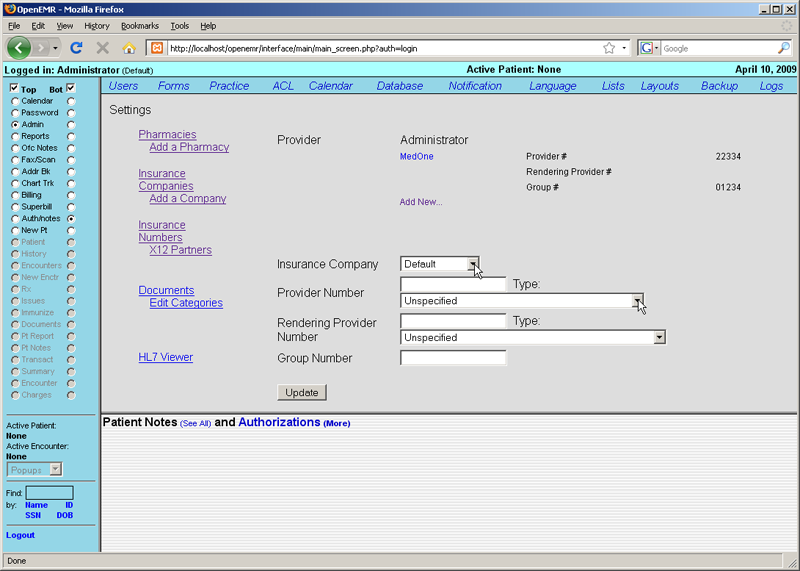 OpenEMR - Mozilla Firefox
File Edit View History Bookmarks Tools Help
http://localhost/openemr/interface/main/main_screen.php?auth=login
Google
Logged in: Administrator (Default)
Active Patient: None
April 10, 2009
Top Bot
Calendar
Password
Admin
Reports
Ofc Notes
Fax/Scan
Addr Bk
Chart Trk
Billing
Superbill
Auth/notes
New Pt
Patient
History
Encounters
New Enctr
Rx
Issues
Immunize
Documents
Pt Report
Pt Notes
Transact
Summary
Encounter
Charges
Active Patient:
None
Active Encounter:
None
Popups
Find:
by: Name ID
SSN DOB
Logout
Users Forms Practice ACL Calendar Database Notification Language Lists Layouts Backup Logs
Settings
Pharmacies
Add a Pharmacy
Insurance
Companies
Add a Company
Insurance
Numbers
X12 Partners
Documents
Edit Categories
HL7 Viewer
Provider Administrator
MedOne Provider # 22334
Rendering Provider #
Group # 01234
Add New...
Insurance Company Default
Provider Number Type:
Unspecified
Rendering Provider Type:
Number Unspecified
Group Number
Update
Patient Notes (See All) and Authorizations (More)
Done